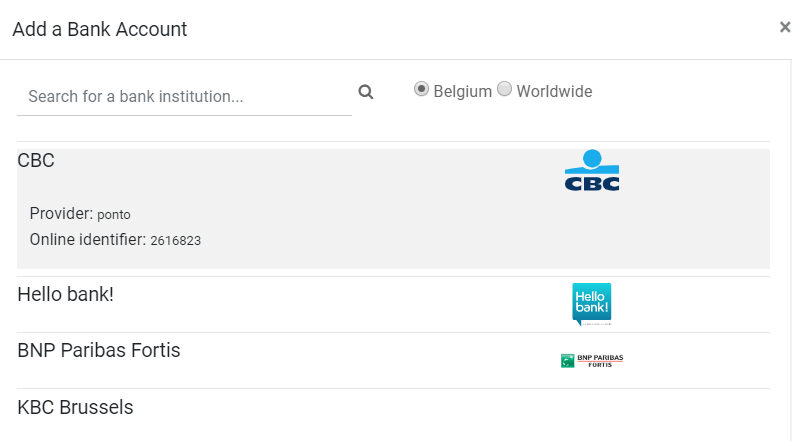 Add a Bank Account
×
Search for a bank institution...
Belgium Worldwide
CBC
CBC
Provider: ponto
Online identifier: 2616823
Hello bank!
Hello
bank!
BNP Paribas Fortis
BNP PARIBAS
FORTIS
KBC Brussels